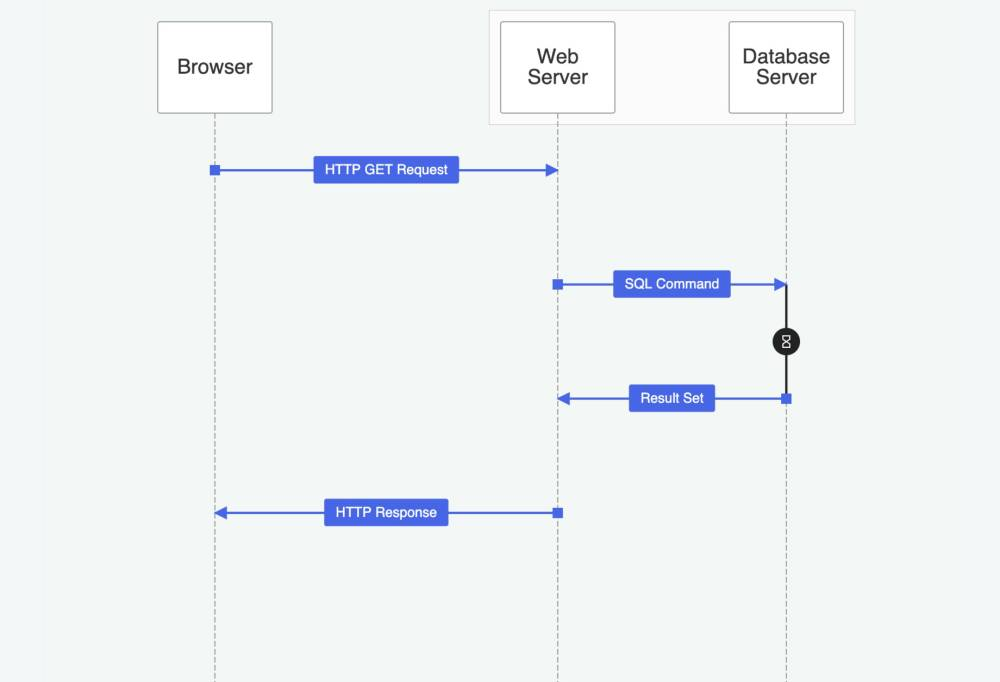 Browser
Web
Server
Database
Server
HTTP GET Request
SQL Command
Result Set
HTTP Response